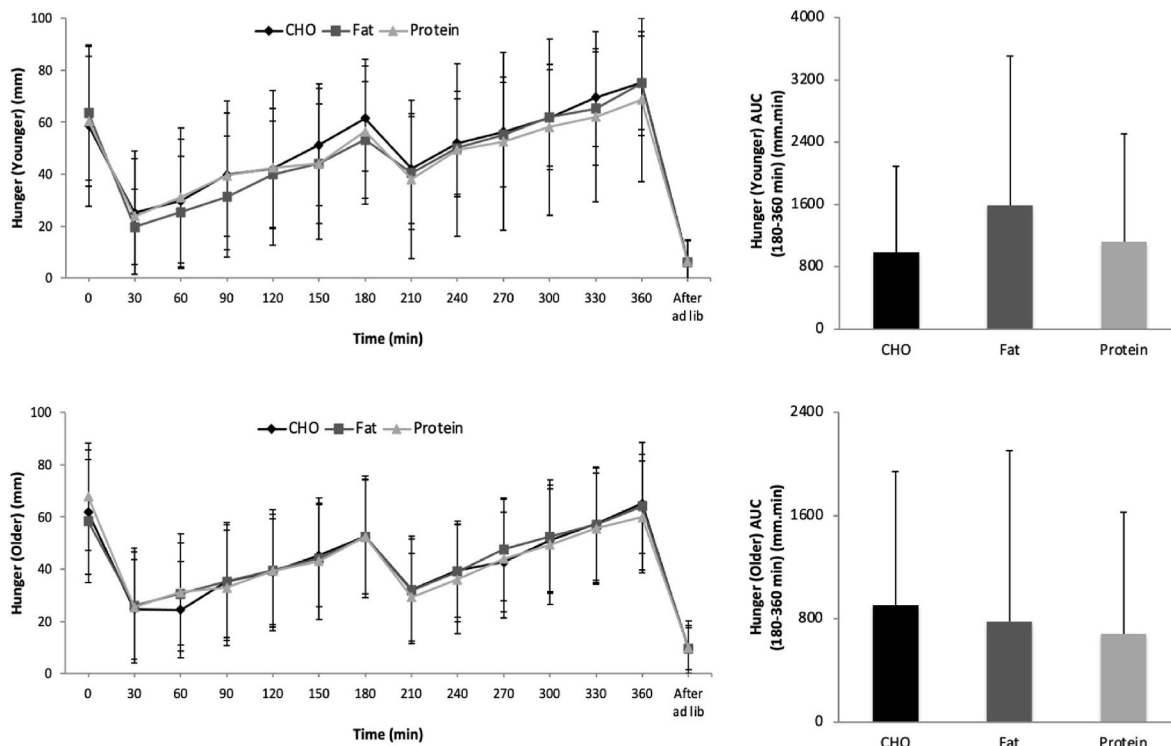 Hunger (Younger) (mm)
100
80
60
40
20
0
CHO Fat Protein
0 30 60 90 120 150 180 210 240 270 300 330 360 After
ad lib
Time (min)
Hunger (Younger) AUC
(180-360 min) (mm.min)
4000
3200
2400
1600
800
0
CHO Fat Protein
Hunger (Older) (mm)
100
80
60
40
20
0
CHO Fat Protein
0 30 60 90 120 150 180 210 240 270 300 330 360 After
ad lib
Time (min)
Hunger (Older) AUC
(180-360 min) (mm.min)
2400
1600
800
0
CHO Fat Protein